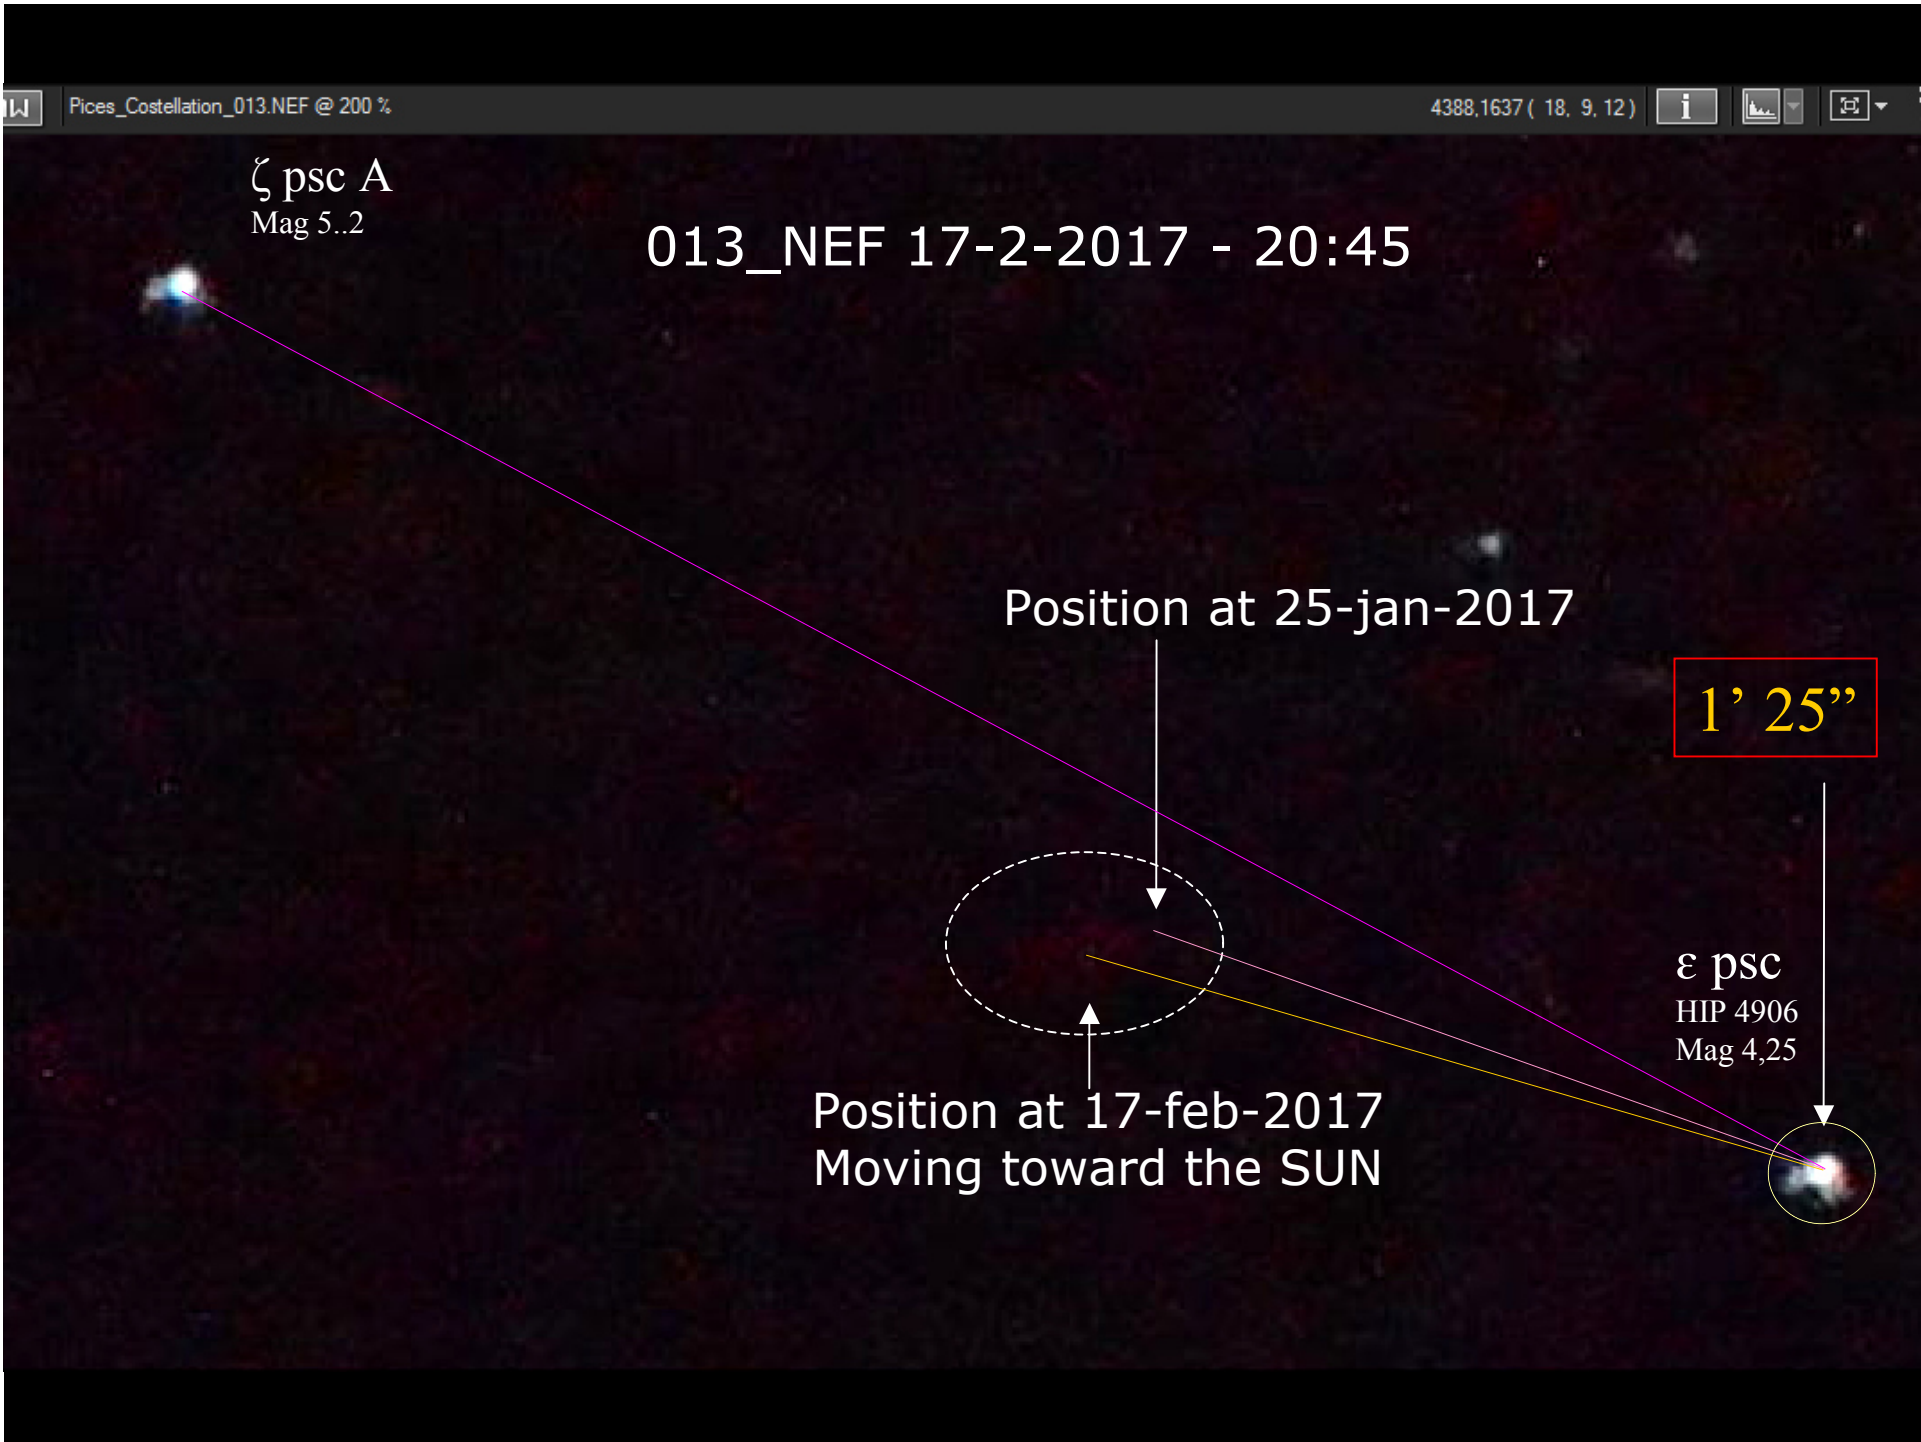 Pices_Costellation_013.NEF @ 200 %
4388,1637 ( 18, 9, 12 )
i
ζ psc A
Mag 5..2
013_NEF 17-2-2017 - 20:45
Position at 25-jan-2017
1’ 25”
ε psc
HIP 4906
Mag 4,25
Position at 17-feb-2017
Moving toward the SUN